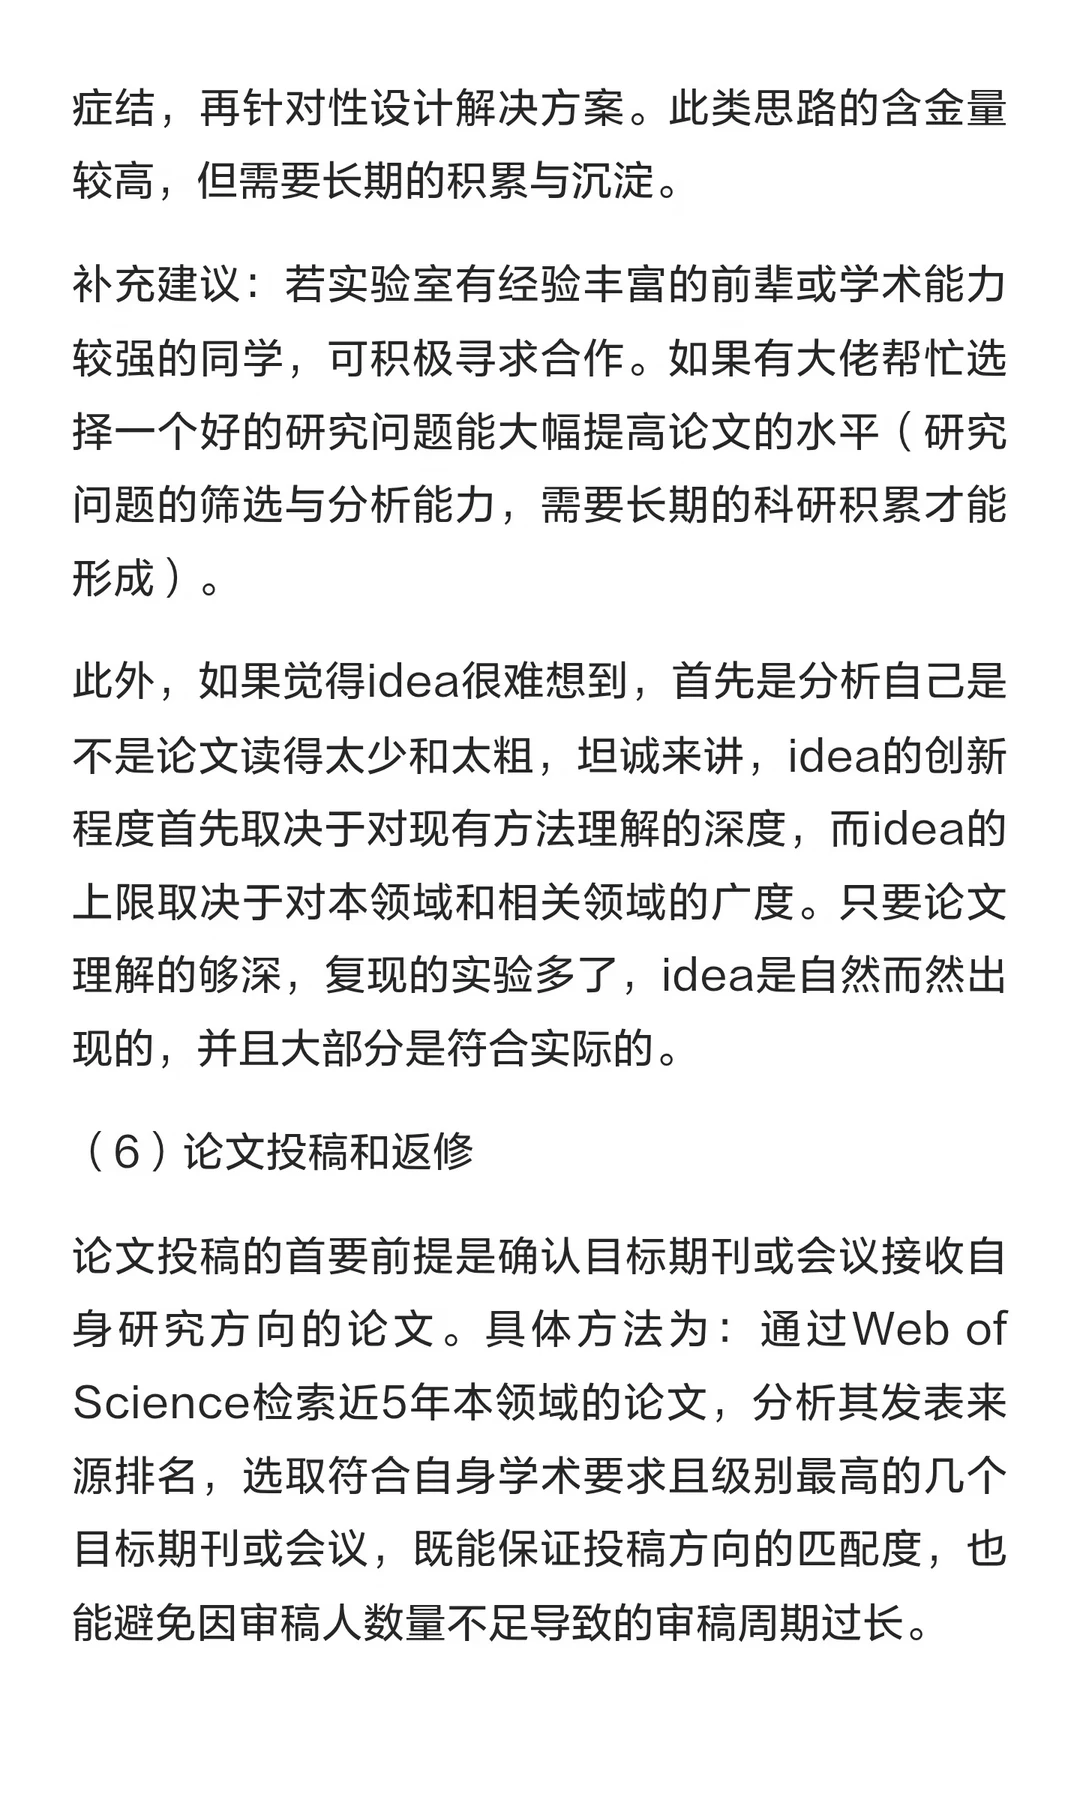 症结，再针对性设计解决方案。此类思路的含金量
较高，但需要长期的积累与沉淀。
补充建议：若实验室有经验丰富的前辈或学术能力
较强的同学，可积极寻求合作。如果有大佬帮忙选
择一个好的研究问题能大幅提高论文的水平（研究
问题的筛选与分析能力，需要长期的科研积累才能
形成）。
此外，如果觉得idea很难想到，首先是分析自己是
不是论文读得太少和太粗，坦诚来讲，idea的创新
程度首先取决于对现有方法理解的深度，而idea的
上限取决于对本领域和相关领域的广度。只要论文
理解的够深，复现的实验多了，idea是自然而然出
现的，并且大部分是符合实际的。
（6）论文投稿和返修
论文投稿的首要前提是确认目标期刊或会议接收自
身研究方向的论文。具体方法为：通过Web of
Science检索近5年本领域的论文，分析其发表来
源排名，选取符合自身学术要求且级别最高的几个
目标期刊或会议，既能保证投稿方向的匹配度，也
能避免因审稿人数量不足导致的审稿周期过长。